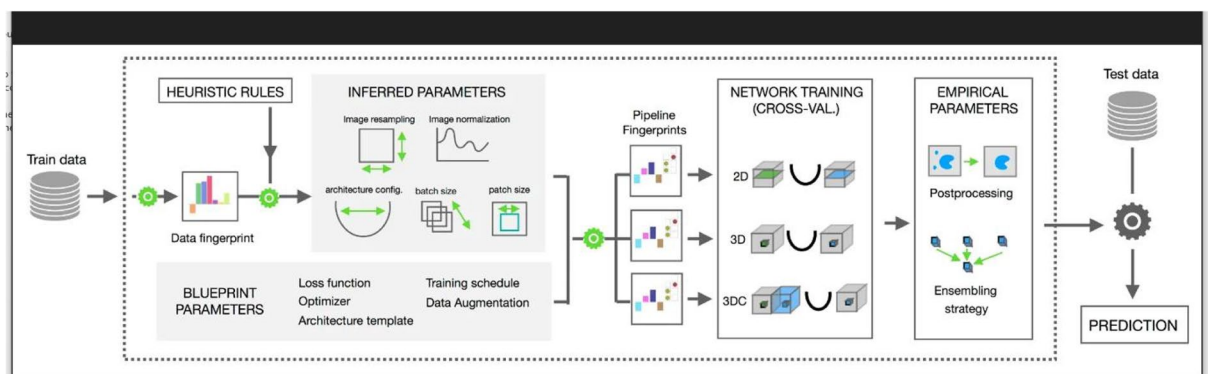 Train data
Data fingerprint
HEURISTIC RULES
INFERRED PARAMETERS
Image resampling
Image normalization
architecture config.
batch size
patch size
BLUEPRINT
PARAMETERS
Loss function
Optimizer
Architecture template
Training schedule
Data Augmentation
Pipeline
Fingerprints
NETWORK TRAINING
(CROSS-VAL.)
2D
3D
3DC
EMPIRICAL
PARAMETERS
Postprocessing
Ensembling
strategy
Test data
PREDICTION